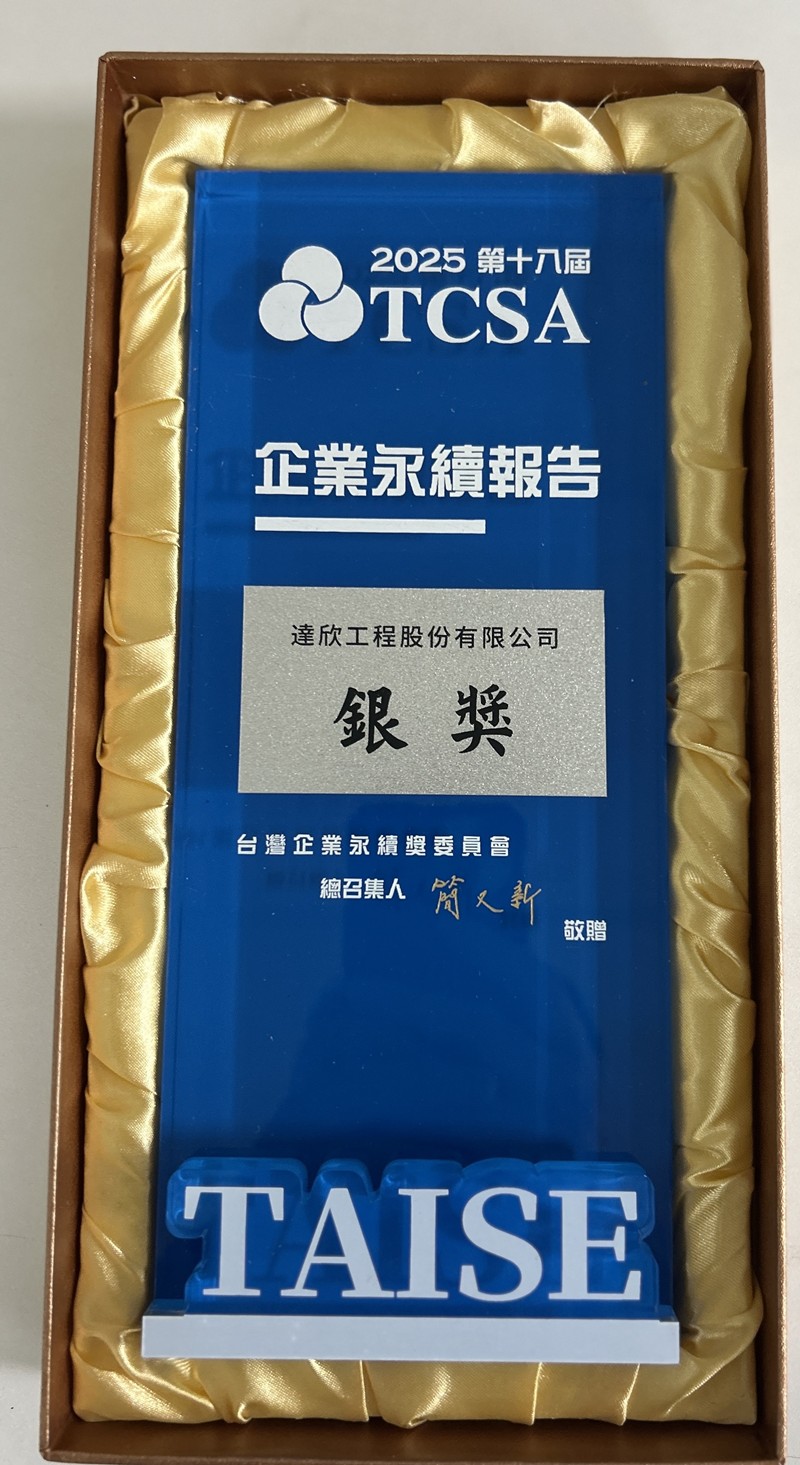 2025 第十八屆
TCSA
企業永續報告
達欣工程股份有限公司
銀獎
台灣企業永續獎委員會
總召集人 簡又新
敬贈
TAISE